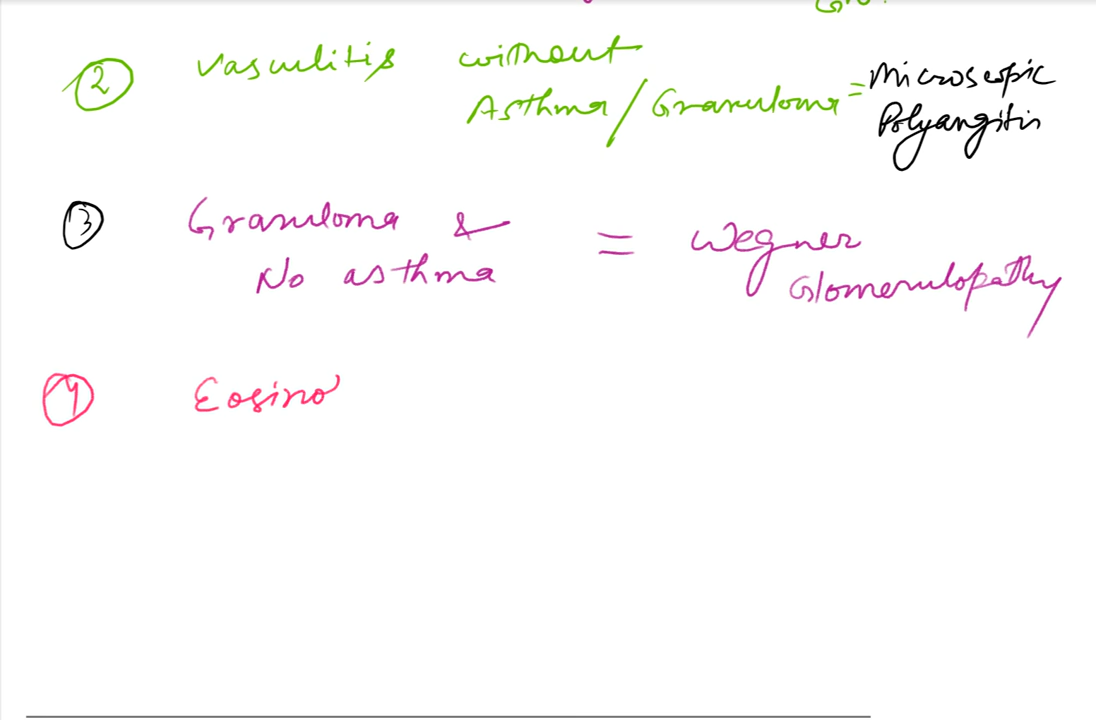 ② Vasculitis without
Asthma/Granuloma = Microscopic
Polyangitis
③ Granuloma &
No asthma = Wegner
Glomerulopathy
④ Eosino